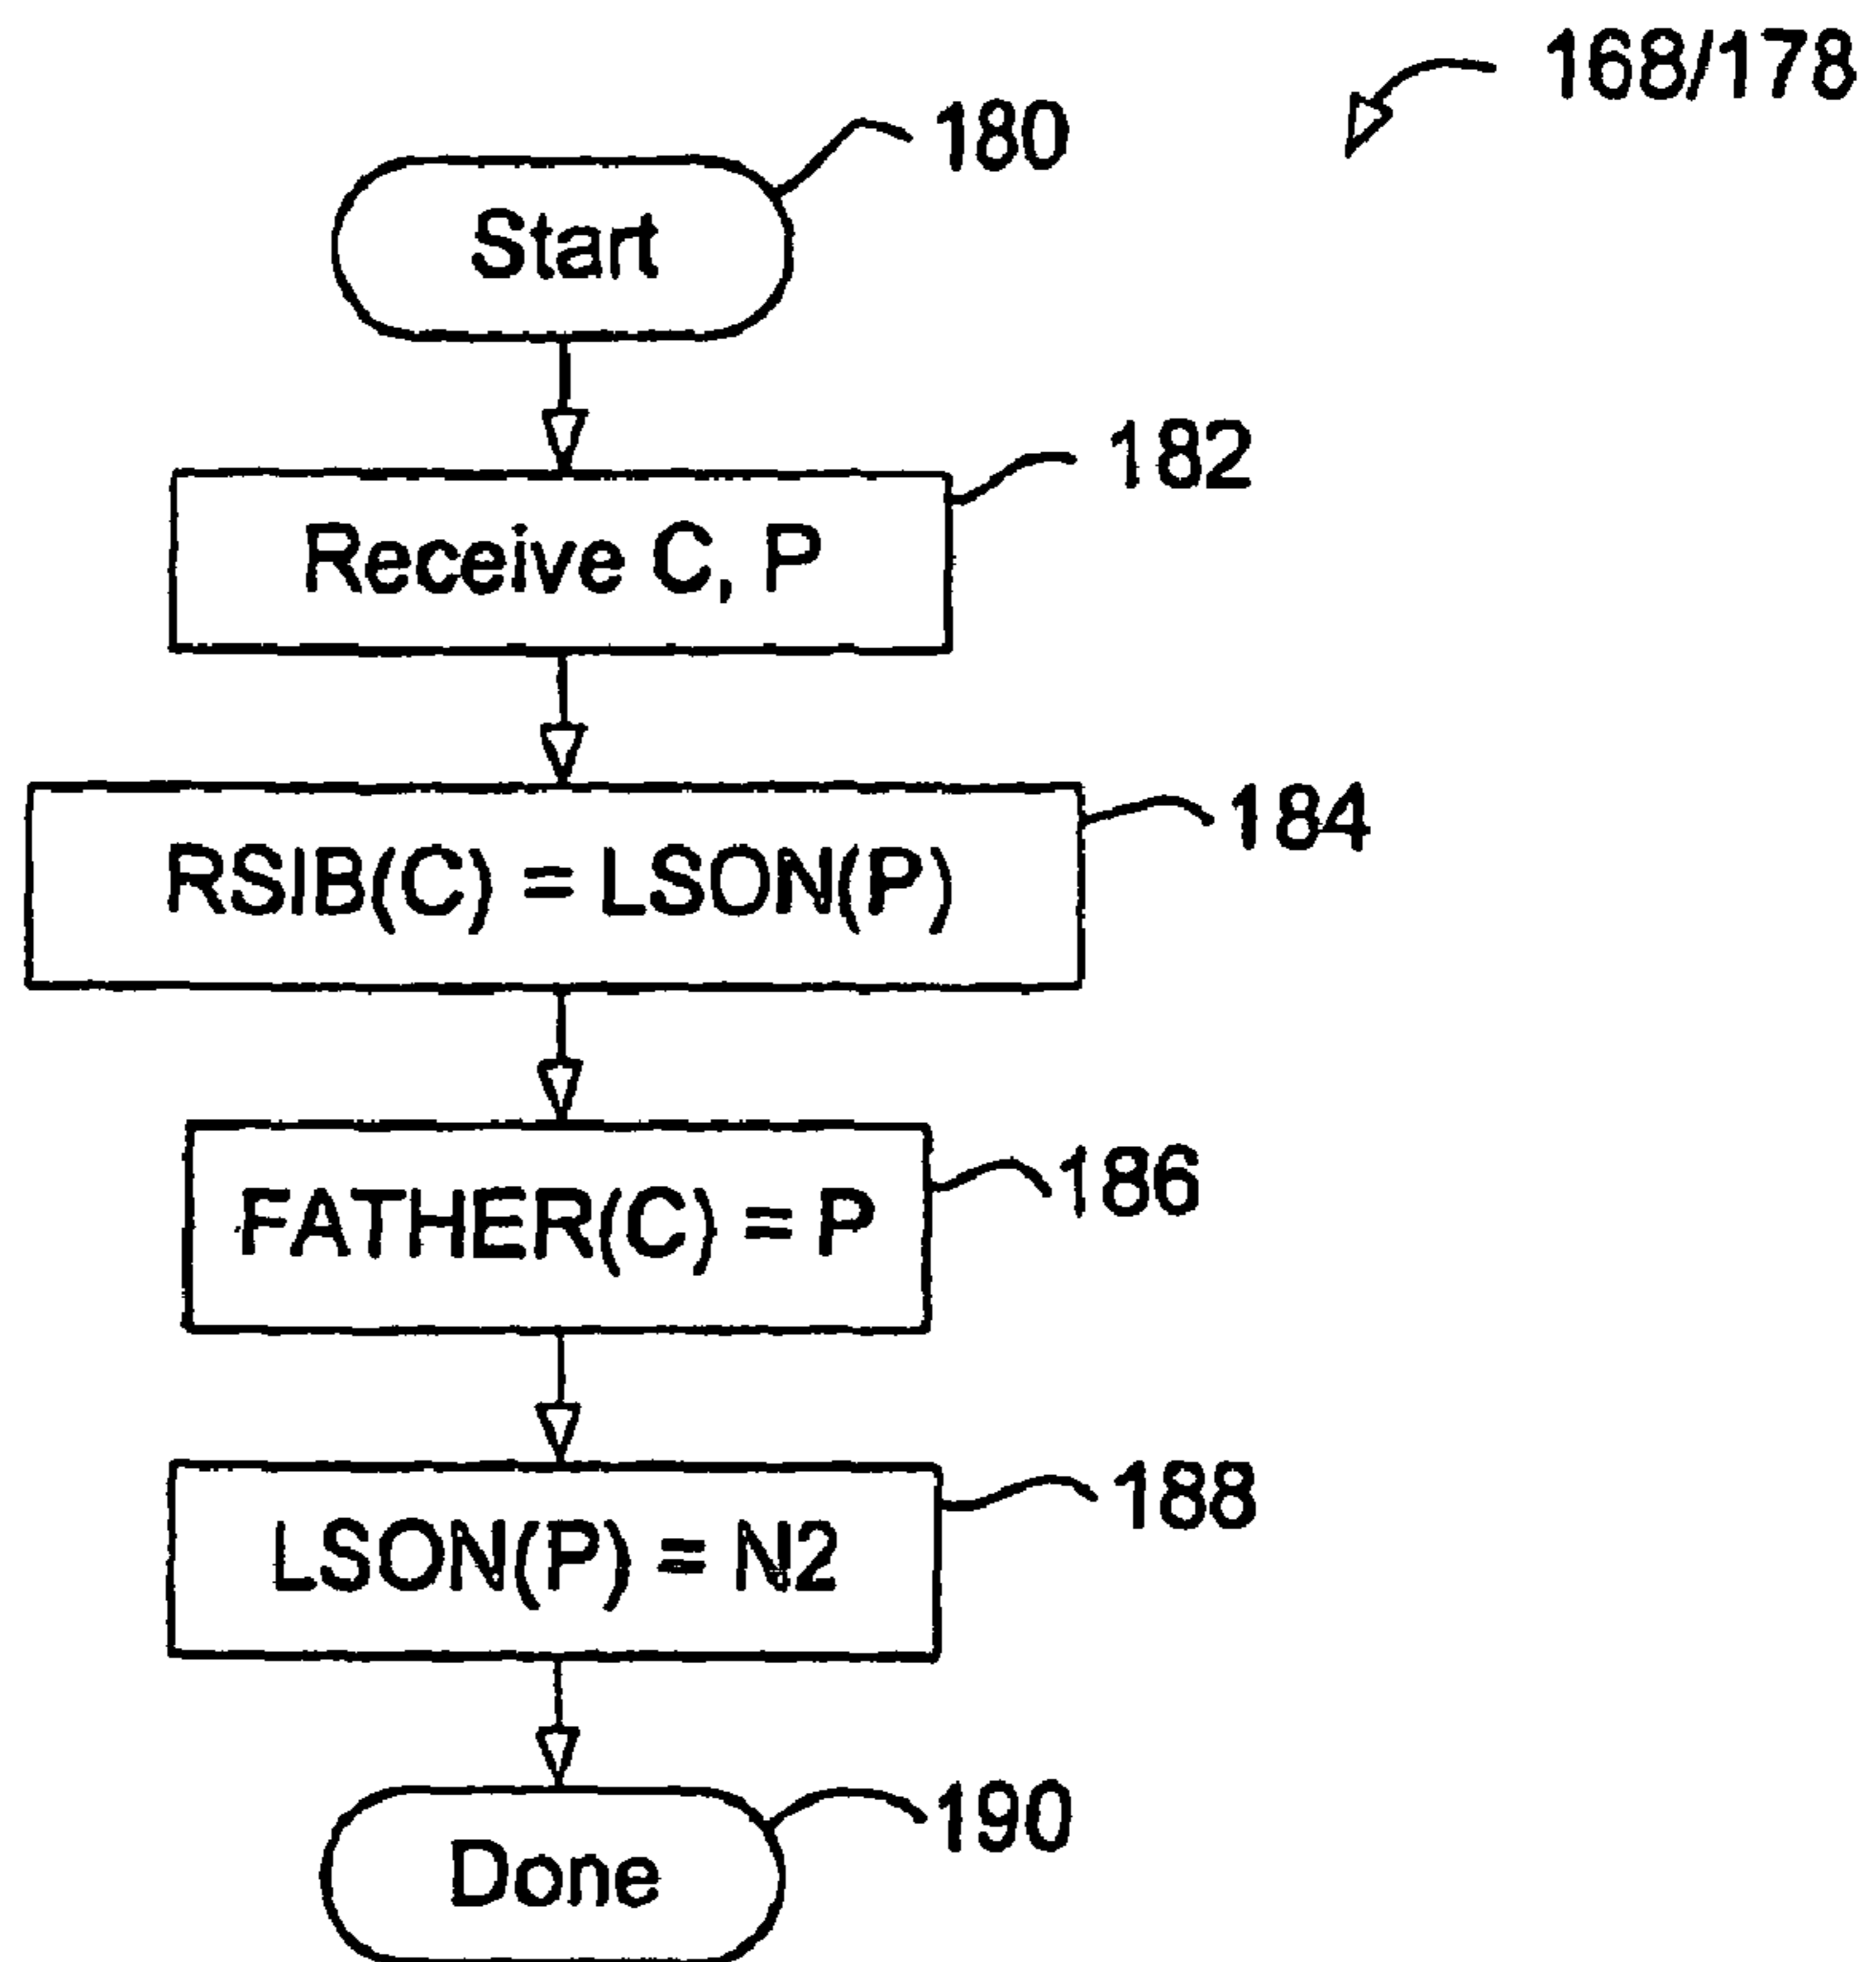 168/178
180
Start
182
Receive C, P
184
RSIB(C) = LSON(P)
186
FATHER(C) = P
188
LSON(P) = N2
190
Done